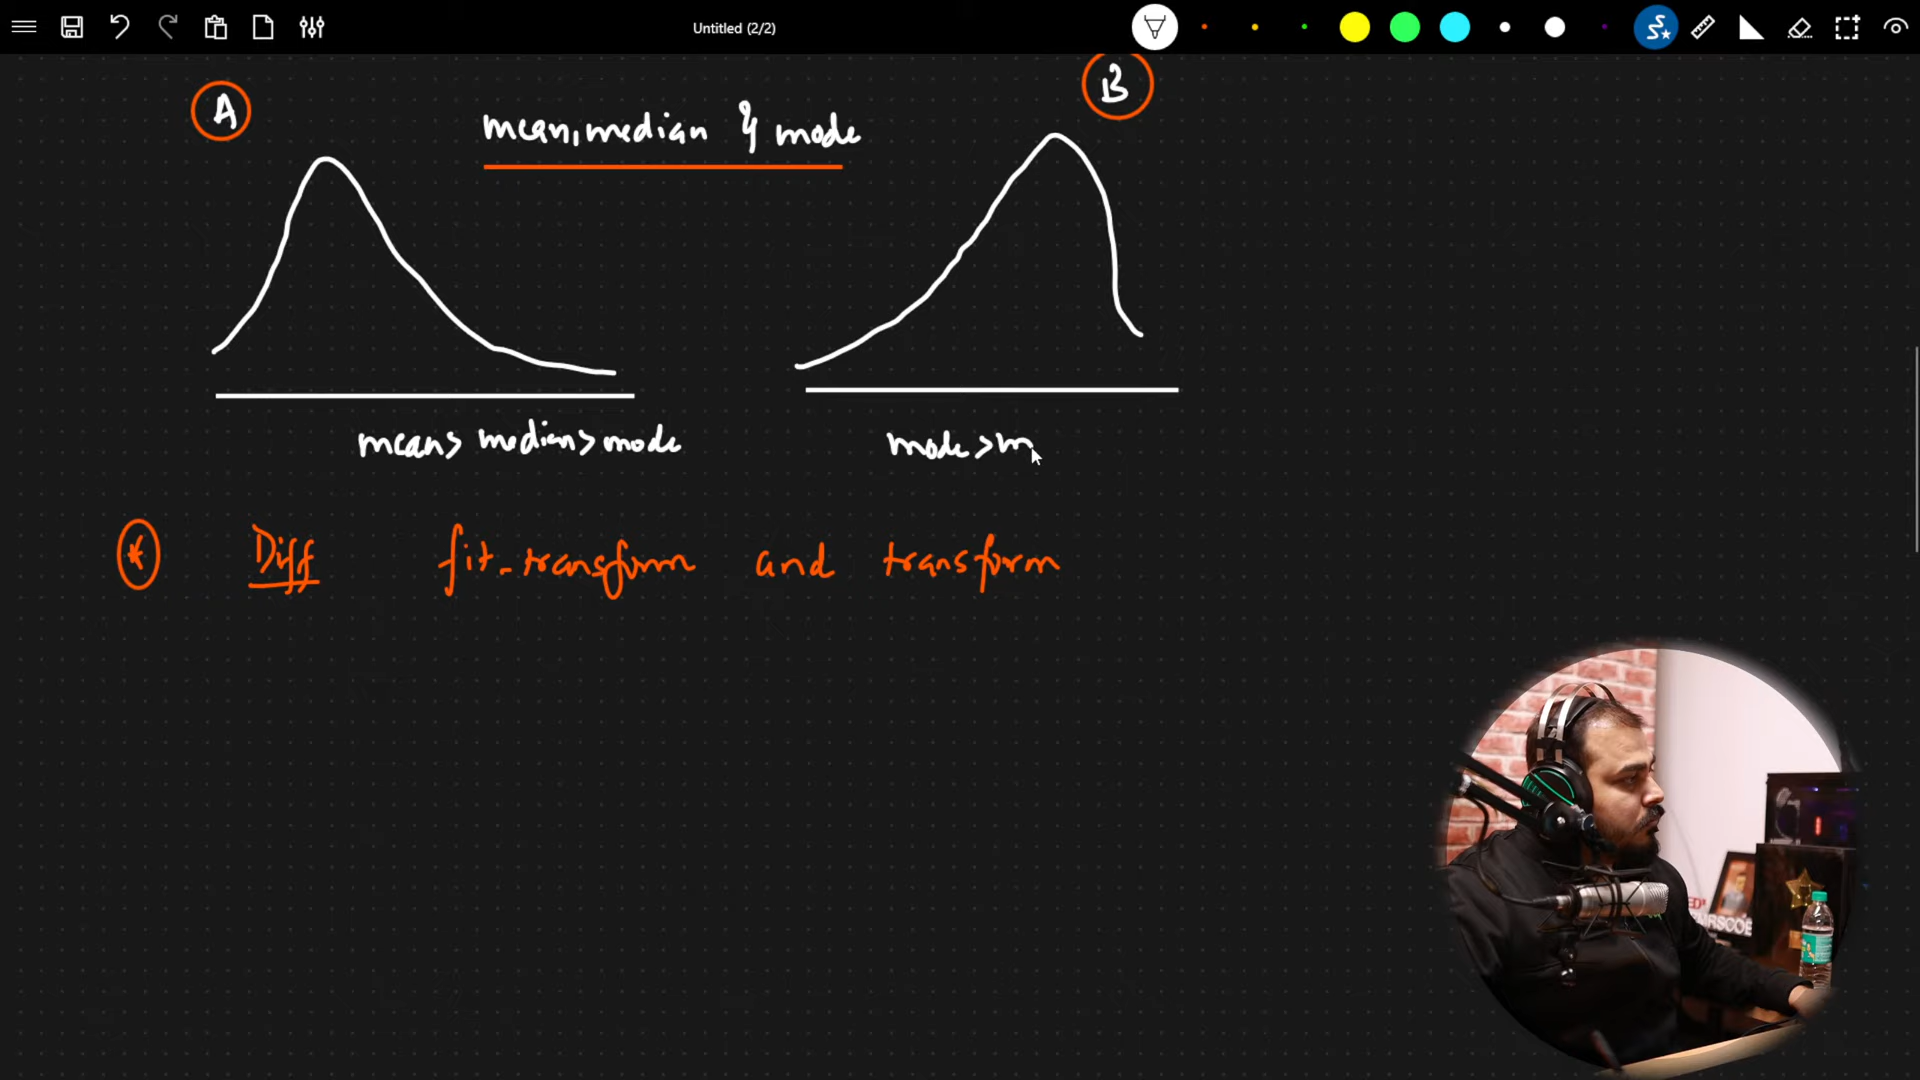 Untitled (2/2)
A
B
mean, median & mode
mean> median> mode
mode >m
* Diff fit_transform and transform